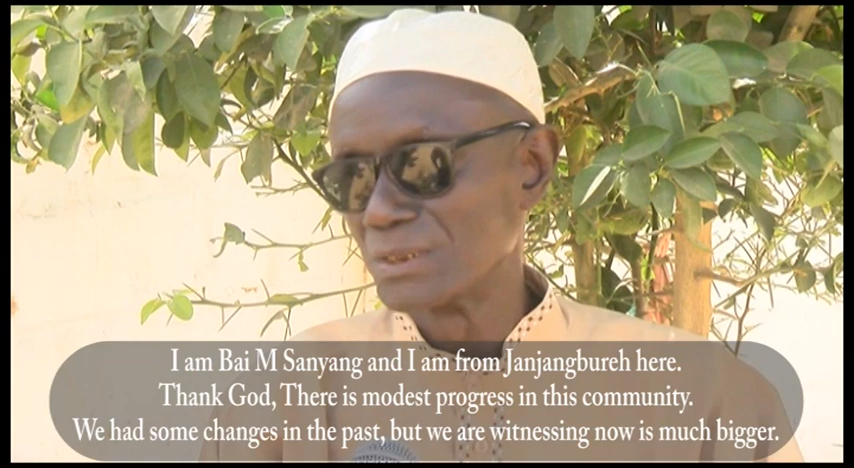 I am Bai M Sanyang and I am from Janjangbureh here.
Thank God, There is modest progress in this community.
We had some changes in the past, but we are witnessing now is much bigger.